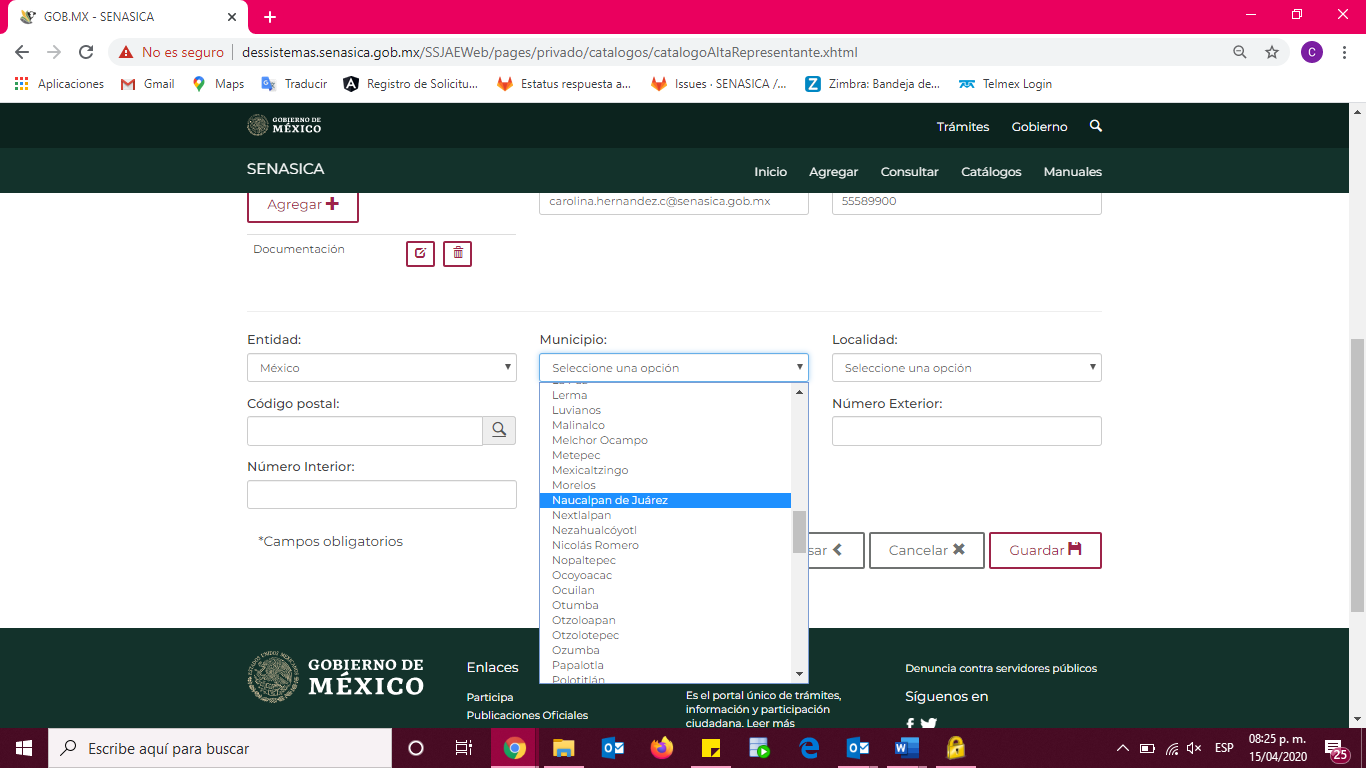 GOB.MX - SENASICA
No es seguro
dessistemas.senasica.gob.mx/SSJAEWeb/pages/privado/catalogos/catalogoAltaRepresentante.xhtml
C
Aplicaciones Gmail Maps Traducir Registro de Solicitu... Estatus respuesta a... Issues · SENASICA /... Zimbra: Bandeja de... Telmex Login
GOBIERNO DE
MÉXICO
Trámites Gobierno
SENASICA
Inicio Agregar Consultar Catálogos Manuales
Agregar
carolina.hernandez.c@senasica.gob.mx
55589900
Documentación
Entidad: Municipio: Localidad:
México Seleccione una opción Seleccione una opción
Código postal:
Número Exterior:
Número Interior:
Lerma
Luvianos
Malinalco
Melchor Ocampo
Metepec
Mexicaltzingo
Morelos
Naucalpan de Juárez
Nextlalpan
Nezahualcóyotl
Nicolás Romero
Nopaltepec
Ocoyoacac
Ocuilan
Otumba
Otzoloapan
Otzolotepec
Ozumba
Papalotla
Polotitlán
*Campos obligatorios
sar Cancelar Guardar
GOBIERNO DE
MÉXICO
Enlaces
Participa
Publicaciones Oficiales
Es el portal único de trámites,
información y participación
ciudadana. Leer más
Denuncia contra servidores públicos
Síguenos en
Escribe aquí para buscar
ESP
08:25 p. m.
15/04/2020
25